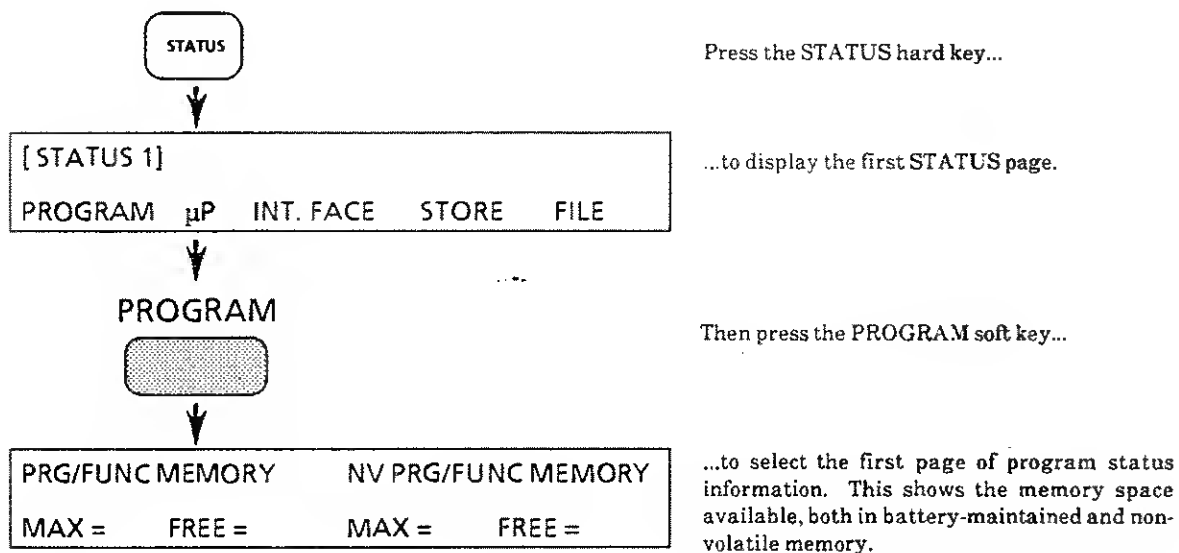 STATUS
Press the STATUS hard key...
[ STATUS 1]
PROGRAM μP INT. FACE STORE FILE
...to display the first STATUS page.
PROGRAM
Then press the PROGRAM soft key...
PRG/FUNC MEMORY NV PRG/FUNC MEMORY
MAX = FREE = MAX = FREE =
...to select the first page of program status
information. This shows the memory space
available, both in battery-maintained and non-
volatile memory.